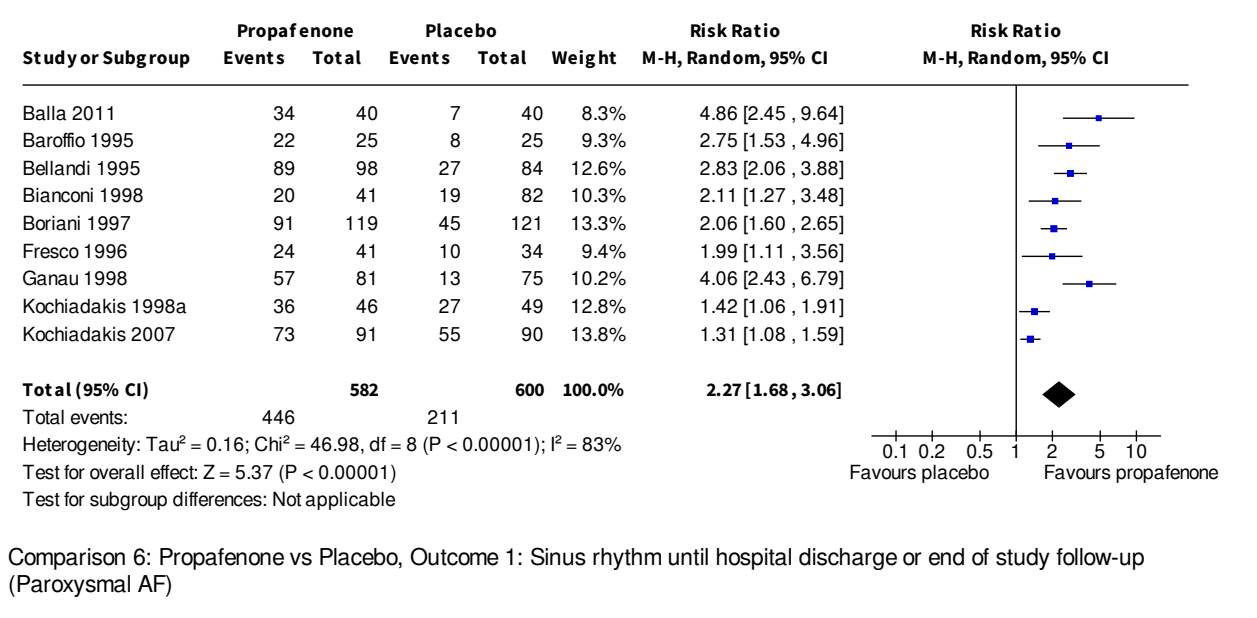 Propafenone Placebo Risk Ratio Risk Ratio
Study or Subgroup Events Total Events Total Weight M-H, Random, 95% CI M-H, Random, 95% CI
Balla 2011 34 40 7 40 8.3% 4.86 [2.45 , 9.64]
Baroffio 1995 22 25 8 25 9.3% 2.75 [1.53 , 4.96]
Bellandi 1995 89 98 27 84 12.6% 2.83 [2.06 , 3.88]
Bianconi 1998 20 41 19 82 10.3% 2.11 [1.27 , 3.48]
Boriani 1997 91 119 45 121 13.3% 2.06 [1.60 , 2.65]
Fresco 1996 24 41 10 34 9.4% 1.99 [1.11 , 3.56]
Ganau 1998 57 81 13 75 10.2% 4.06 [2.43 , 6.79]
Kochiadakis 1998a 36 46 27 49 12.8% 1.42 [1.06 , 1.91]
Kochiadakis 2007 73 91 55 90 13.8% 1.31 [1.08 , 1.59]
Total (95% CI) 582 600 100.0% 2.27 [1.68 , 3.06]
Total events: 446 211
Heterogeneity: Tau² = 0.16; Chi² = 46.98, df = 8 (P < 0.00001); I² = 83%
0.1 0.2 0.5 1 2 5 10
Test for overall effect: Z = 5.37 (P < 0.00001) Favours placebo Favours propafenone
Test for subgroup differences: Not applicable
Comparison 6: Propafenone vs Placebo, Outcome 1: Sinus rhythm until hospital discharge or end of study follow-up
(Paroxysmal AF)